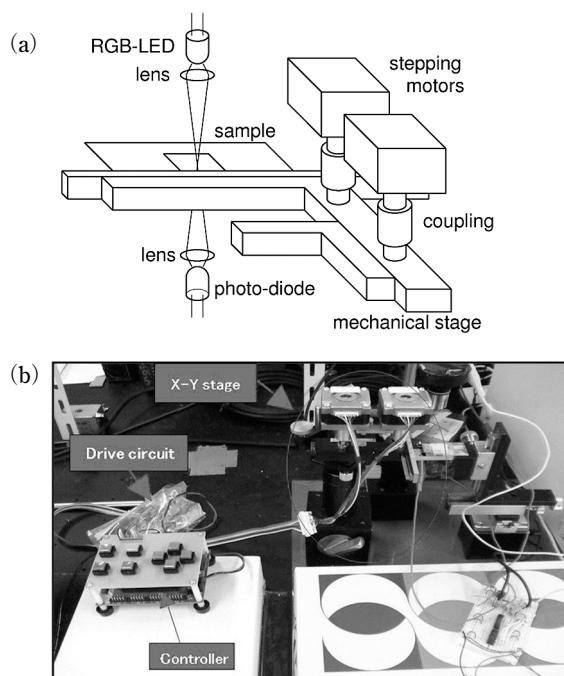 (a)
RGB-LED
lens
sample
stepping
motors
coupling
lens
photo-diode
mechanical stage
(b)
X-Y stage
Drive circuit
Controller